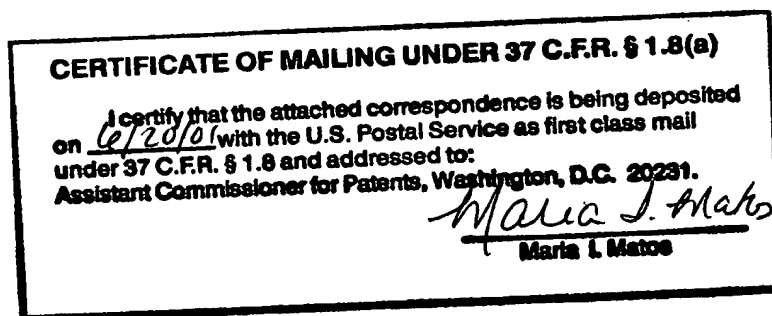 CERTIFICATE OF MAILING UNDER 37 C.F.R. § 1.8(a)
I certify that the attached correspondence is being deposited
on 6/20/01 with the U.S. Postal Service as first class mail
under 37 C.F.R. § 1.8 and addressed to:
Assistant Commissioner for Patents, Washington, D.C. 20231.
Maria I. Matos
Maria I. Matos